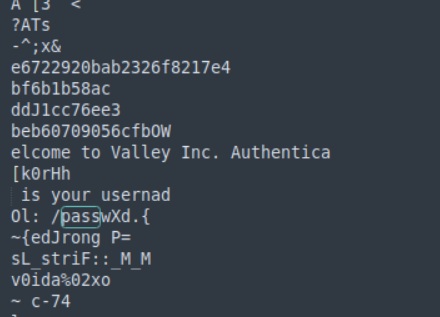 A [3  <
?ATs
-^;x&
e6722920bab2326f8217e4
bf6b1b58ac
ddJ1cc76ee3
beb60709056cfbOW
elcome to Valley Inc. Authentica
[k0rHh
 is your usernad
Ol: /passwXd.{
~{edJrong P=
sL_striF::_M_M
v0ida%02xo
~ c-74